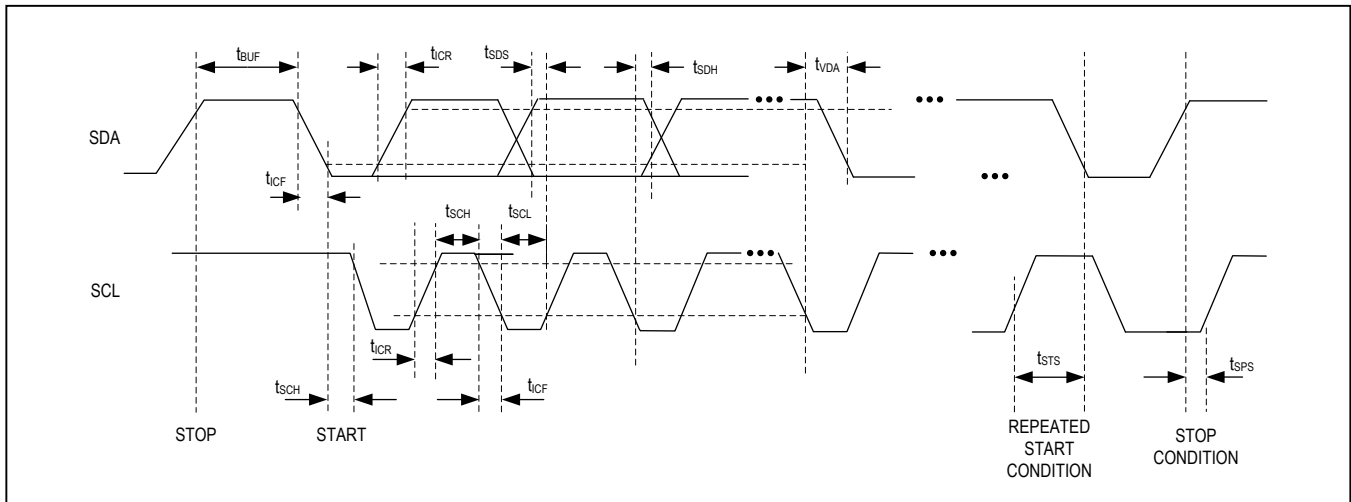 tBUF
tICR
tSDS
tSDH
tVDA
•••
•••
SDA
tICF
•••
tSCH
tSCL
•••
•••
SCL
tICR
tSTS
tSPS
tSCH
tICF
STOP
START
REPEATED
START
CONDITION
STOP
CONDITION